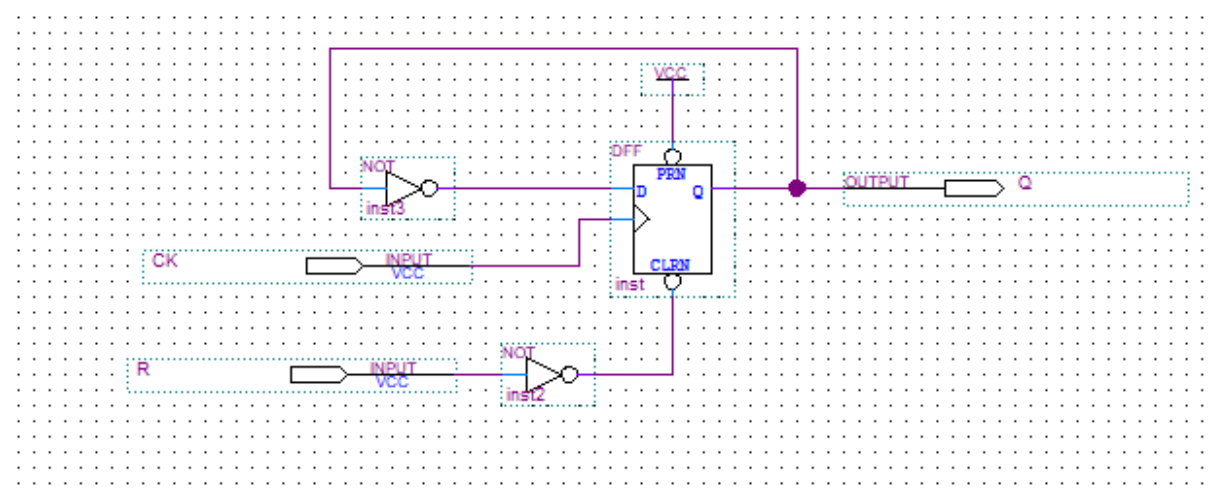 VCC
NOT
DFF
PRN
D
Q
OUTPUT
Q
inst3
CK
INPUT
VCC
CLRN
inst
R
INPUT
VCC
NOT
inst2